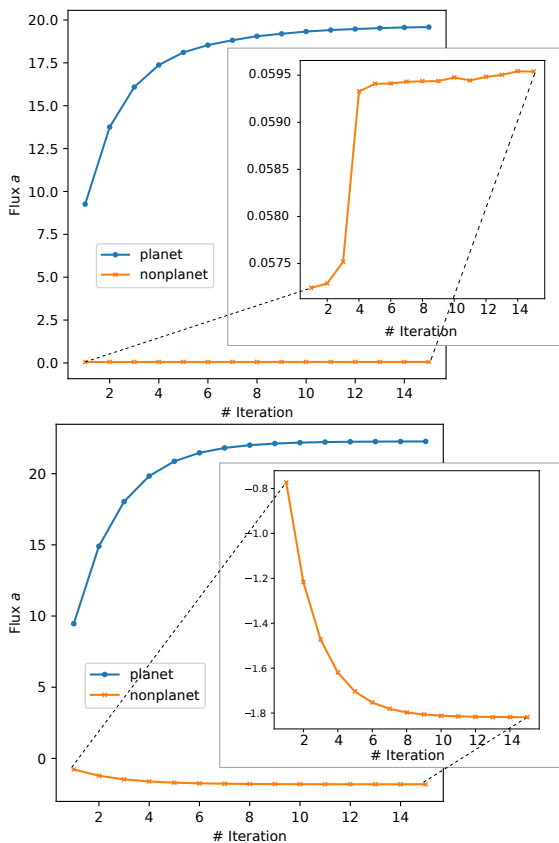 20.0
17.5
15.0
12.5
10.0
7.5
5.0
2.5
0.0
Flux a
2 4 6 8 10 12 14
# Iteration
planet
nonplanet
0.0595
0.0590
0.0585
0.0580
0.0575
2 4 6 8 10 12 14
# Iteration
20
15
10
5
0
Flux a
2 4 6 8 10 12 14
# Iteration
planet
nonplanet
−0.8
−1.0
−1.2
−1.4
−1.6
−1.8
2 4 6 8 10 12 14
# Iteration